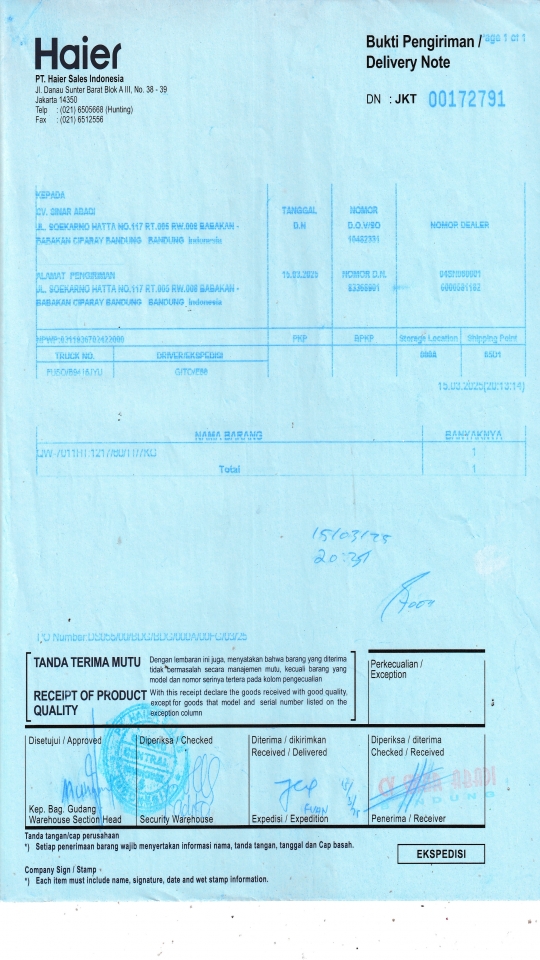 Haier
PT. Haier Sales Indonesia
Jl. Danau Sunter Barat Blok A III, No. 38 - 39
Jakarta 14350
Telp : (021) 6505668 (Hunting)
Fax : (021) 6512556
Bukti Pengiriman /
Delivery Note
Page 1 of 1
DN : JKT 00172791
KEPADA
CV. SINAR ABADI
JL. SOEKARNO HATTA NO.117 RT.005 RW.008 BABAKAN -
BABAKAN CIPARAY BANDUNG BANDUNG Indonesia
TANGGAL
D.N
NOMOR
D.O.V/SO
NOMOR DEALER
ALAMAT PENGIRIMAN
JL. SOEKARNO HATTA NO.117 RT.005 RW.008 BABAKAN -
BABAKAN CIPARAY BANDUNG BANDUNG Indonesia
15.03.2025
NOMOR D.N.
PKP
BPKP
Storage Location
Shipping Point
TRUCK NO.
DRIVER/EKSPEDISI
000A
15.03.2025(20:13:14)
NAMA BARANG
BANYAKNYA
1
Total
1
15/03/25
Tanda Terima
TANDA TERIMA MUTU
Dengan lembaran ini juga, menyatakan bahwa barang yang diterima
tidak bermasalah secara manajemen mutu, kecuali barang yang
model dan nomor serinya tertera pada kolom pengecualian
RECEIPT OF PRODUCT
QUALITY
With this receipt declare the goods received with good quality,
except for goods that model and serial number listed on the
exception column
Perkecualian /
Exception
Disetujui / Approved
Diperiksa / Checked
Diterima / dikirimkan
Received / Delivered
Diperiksa / diterima
Checked / Received
Kep. Bag. Gudang
Warehouse Section Head
Security Warehouse
Expedisi / Expedition
Penerima / Receiver
Tanda tangan/cap perusahaan
*) Setiap penerimaan barang wajib menyertakan informasi nama, tanda tangan, tanggal dan Cap basah.
EKSPEDISI
Company Sign / Stamp
*) Each item must include name, signature, date and wet stamp information.